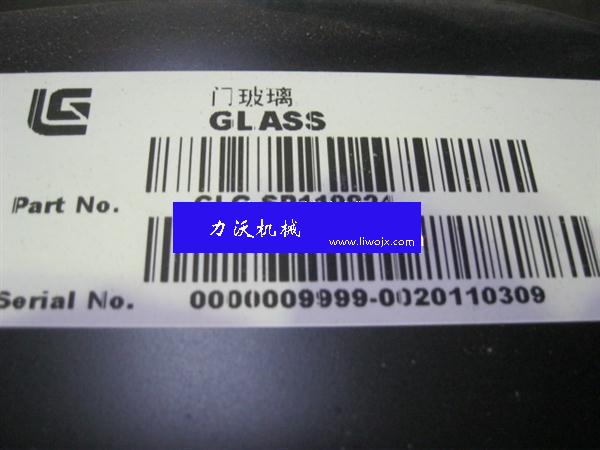 门玻璃
GLASS
Part No.
力沃机械
www.liwojx.com
Serial No.
0000009999-0020110309